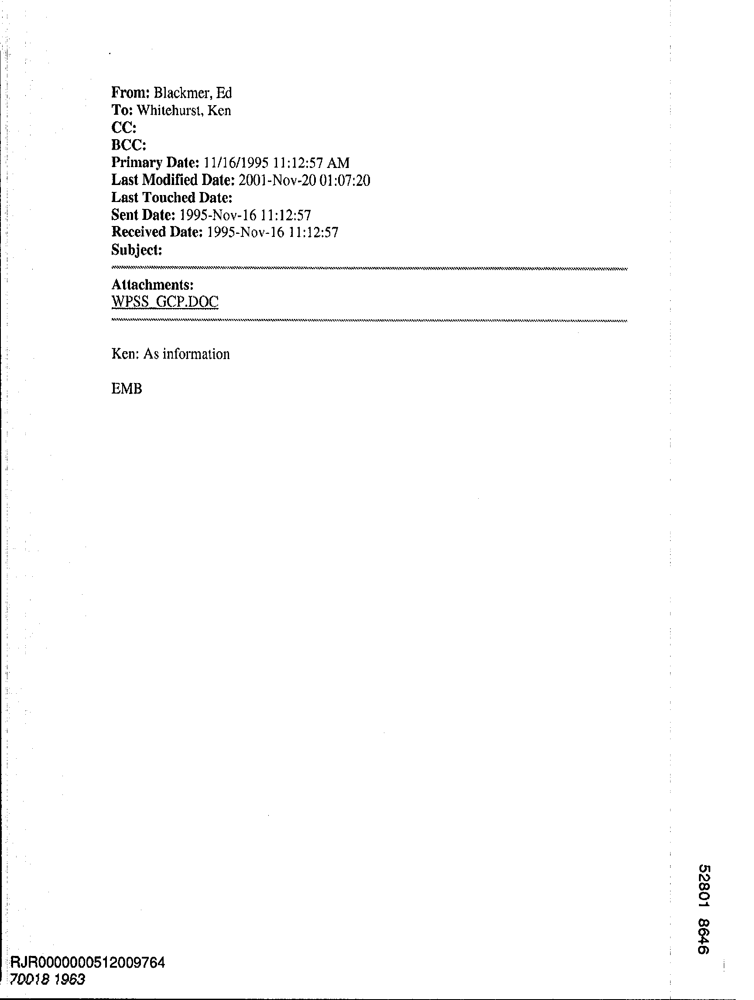 From: Blackmer, Ed
To: Whitehurst, Ken
CC:
BCC:
Primary Date: 11/16/1995 11:12:57 AM
Last Modified Date: 2001-Nov-20 01:07:20
Last Touched Date:
Sent Date: 1995-Nov-16 11:12:57
Received Date: 1995-Nov-16 11:12:57
Subject:
Attachments:
WPSS_GCP.DOC
Ken: As information
EMB
52801 8646
RJR0000000512009764
70018 1963